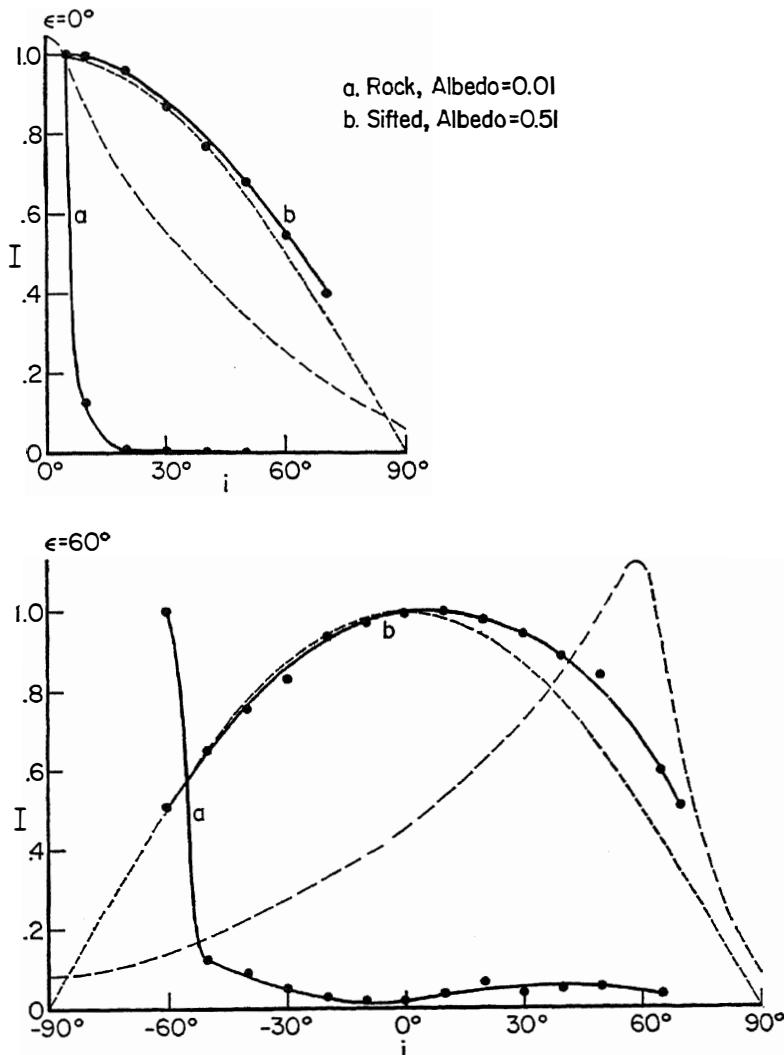 ϵ=0°
1.0
.8
.6
.4
.2
0
I
a
b
0° 30° 60° 90°
i
a. Rock, Albedo=0.01
b. Sifted, Albedo=0.51
ϵ=60°
1.0
.8
.6
.4
.2
0
I
a
b
-90° -60° -30° 0° 30° 60° 90°
i